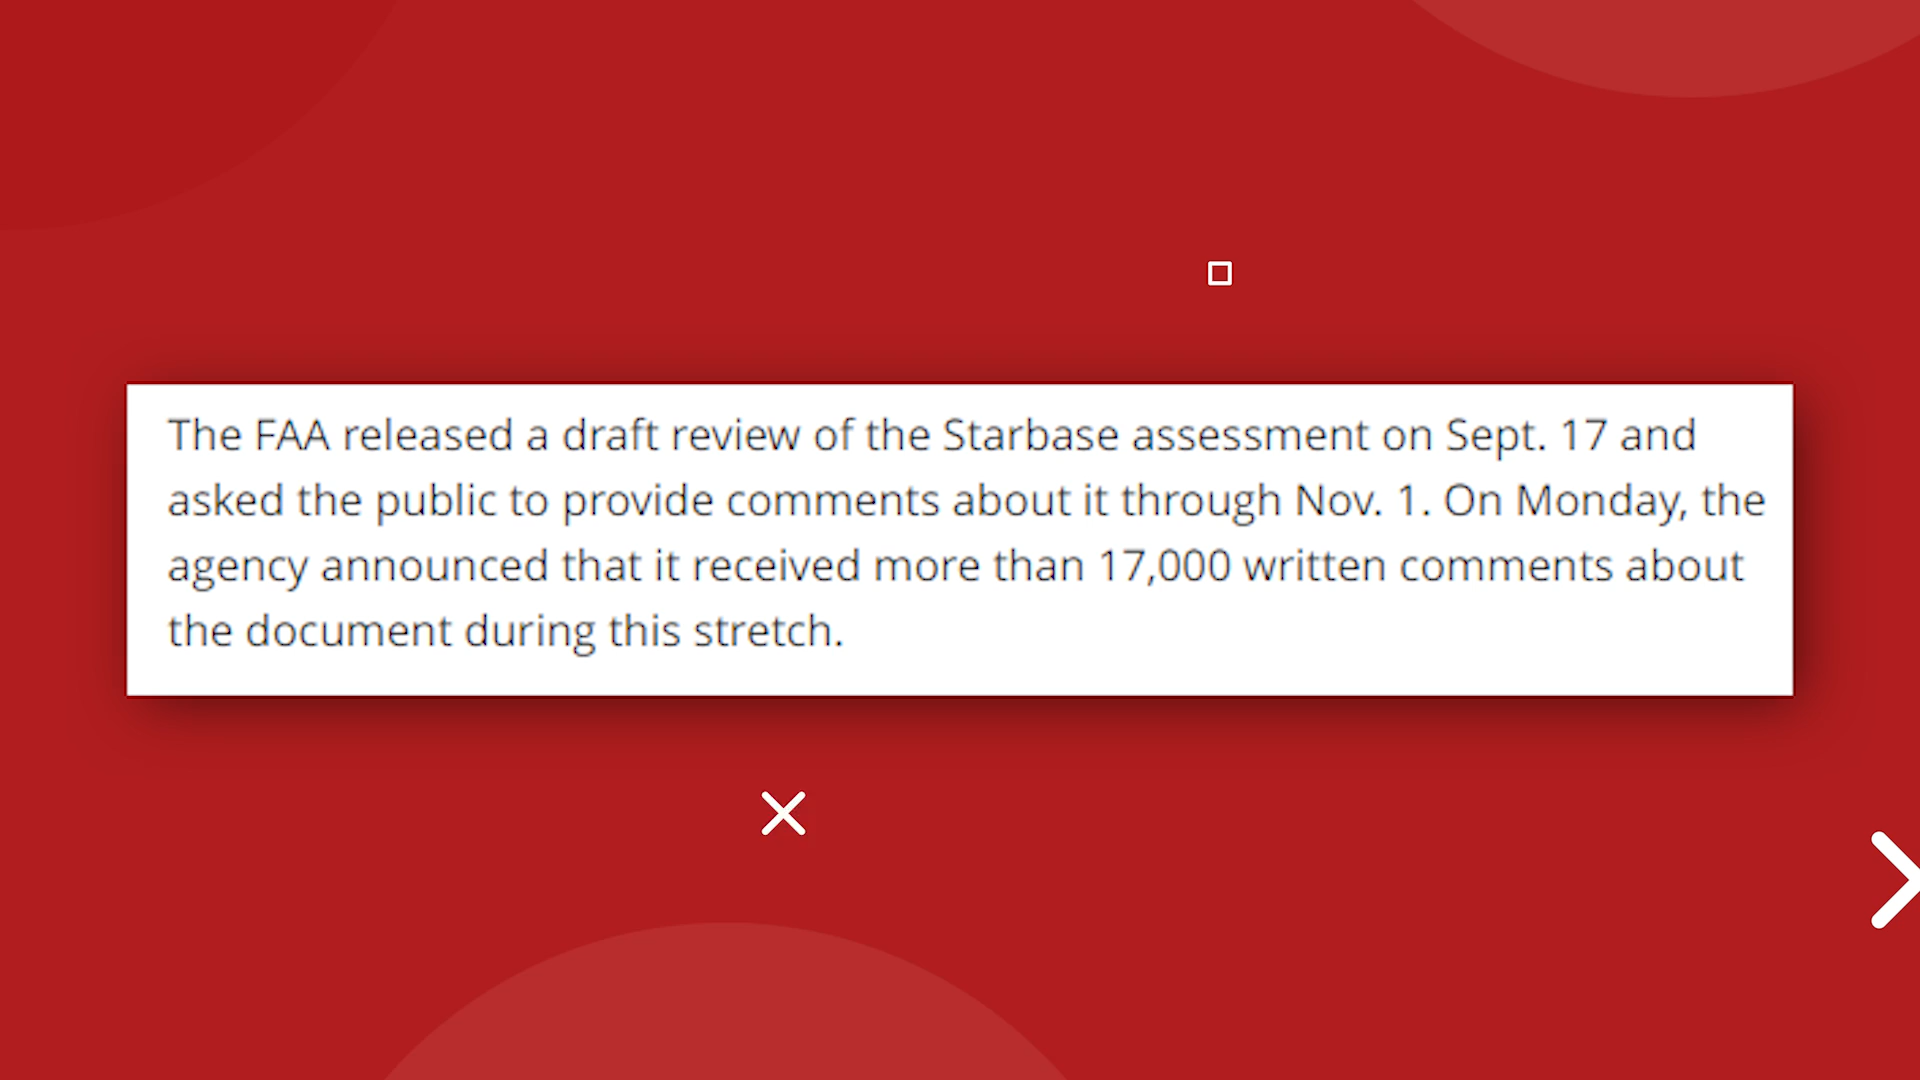 The FAA released a draft review of the Starbase assessment on Sept. 17 and
asked the public to provide comments about it through Nov. 1. On Monday, the
agency announced that it received more than 17,000 written comments about
the document during this stretch.